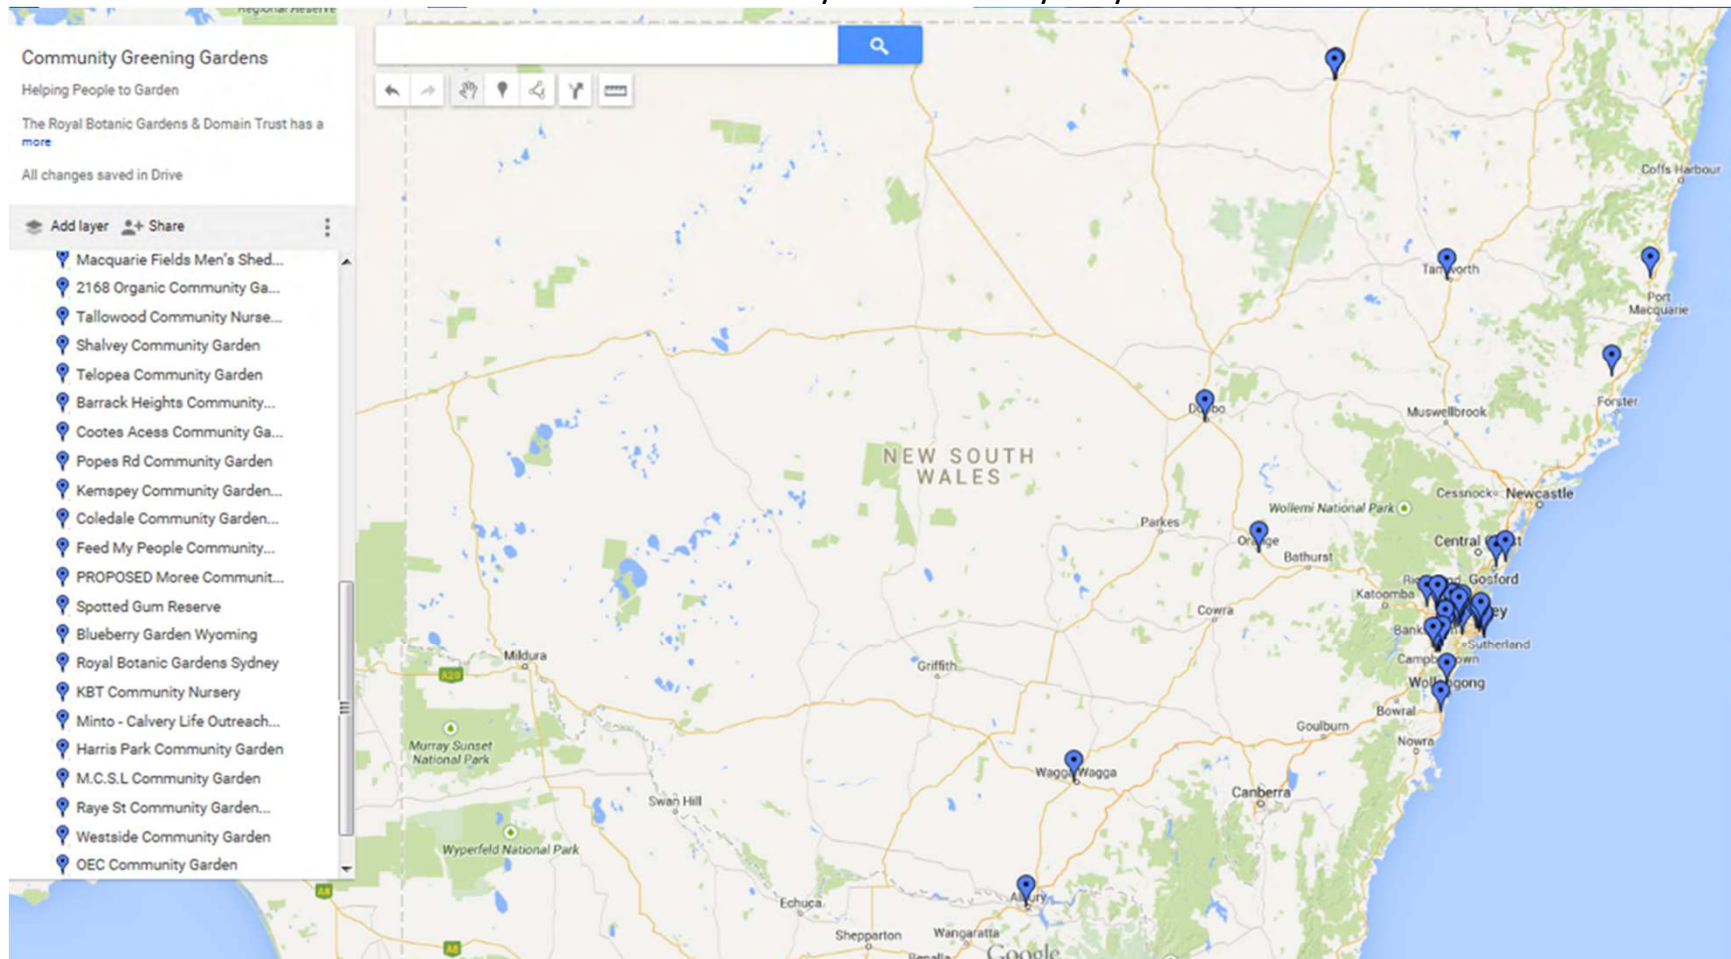 Community Greening Gardens
Helping People to Garden
The Royal Botanic Gardens & Domain Trust has a
more
All changes saved in Drive
Add layer
Share
Macquarie Fields Men's Shed...
2168 Organic Community Ga...
Tallowood Community Nurse...
Shalvey Community Garden
Telopea Community Garden
Barrack Heights Community...
Cootes Acess Community Ga...
Popes Rd Community Garden
Kemspey Community Garden...
Coledale Community Garden...
Feed My People Community...
PROPOSED Moree Communit...
Spotted Gum Reserve
Blueberry Garden Wyoming
Royal Botanic Gardens Sydney
KBT Community Nursery
Minto - Calvery Life Outreach...
Harris Park Community Garden
M.C.S.L Community Garden
Raye St Community Garden...
Westside Community Garden
OEC Community Garden
Regional Reserve
Coffs Harbour
Tamworth
Port
Macquarie
Forster
Dubbo
Muswellbrook
NEW SOUTH
WALES
Cessnock
Newcastle
Wollemi National Park
Parkes
Orange
Central Coast
Bathurst
Gosford
Katoomba
Cowra
Sutherland
Mildura
Griffith
Campbelltown
A20
Wollongong
Bowral
Goulburn
Nowra
Murray Sunset
National Park
Wagga Wagga
Canberra
Swan Hill
Wyperfeld National Park
A8
Albury
Echuca
Shepparton
Wangaratta
A8
Benalla
Google